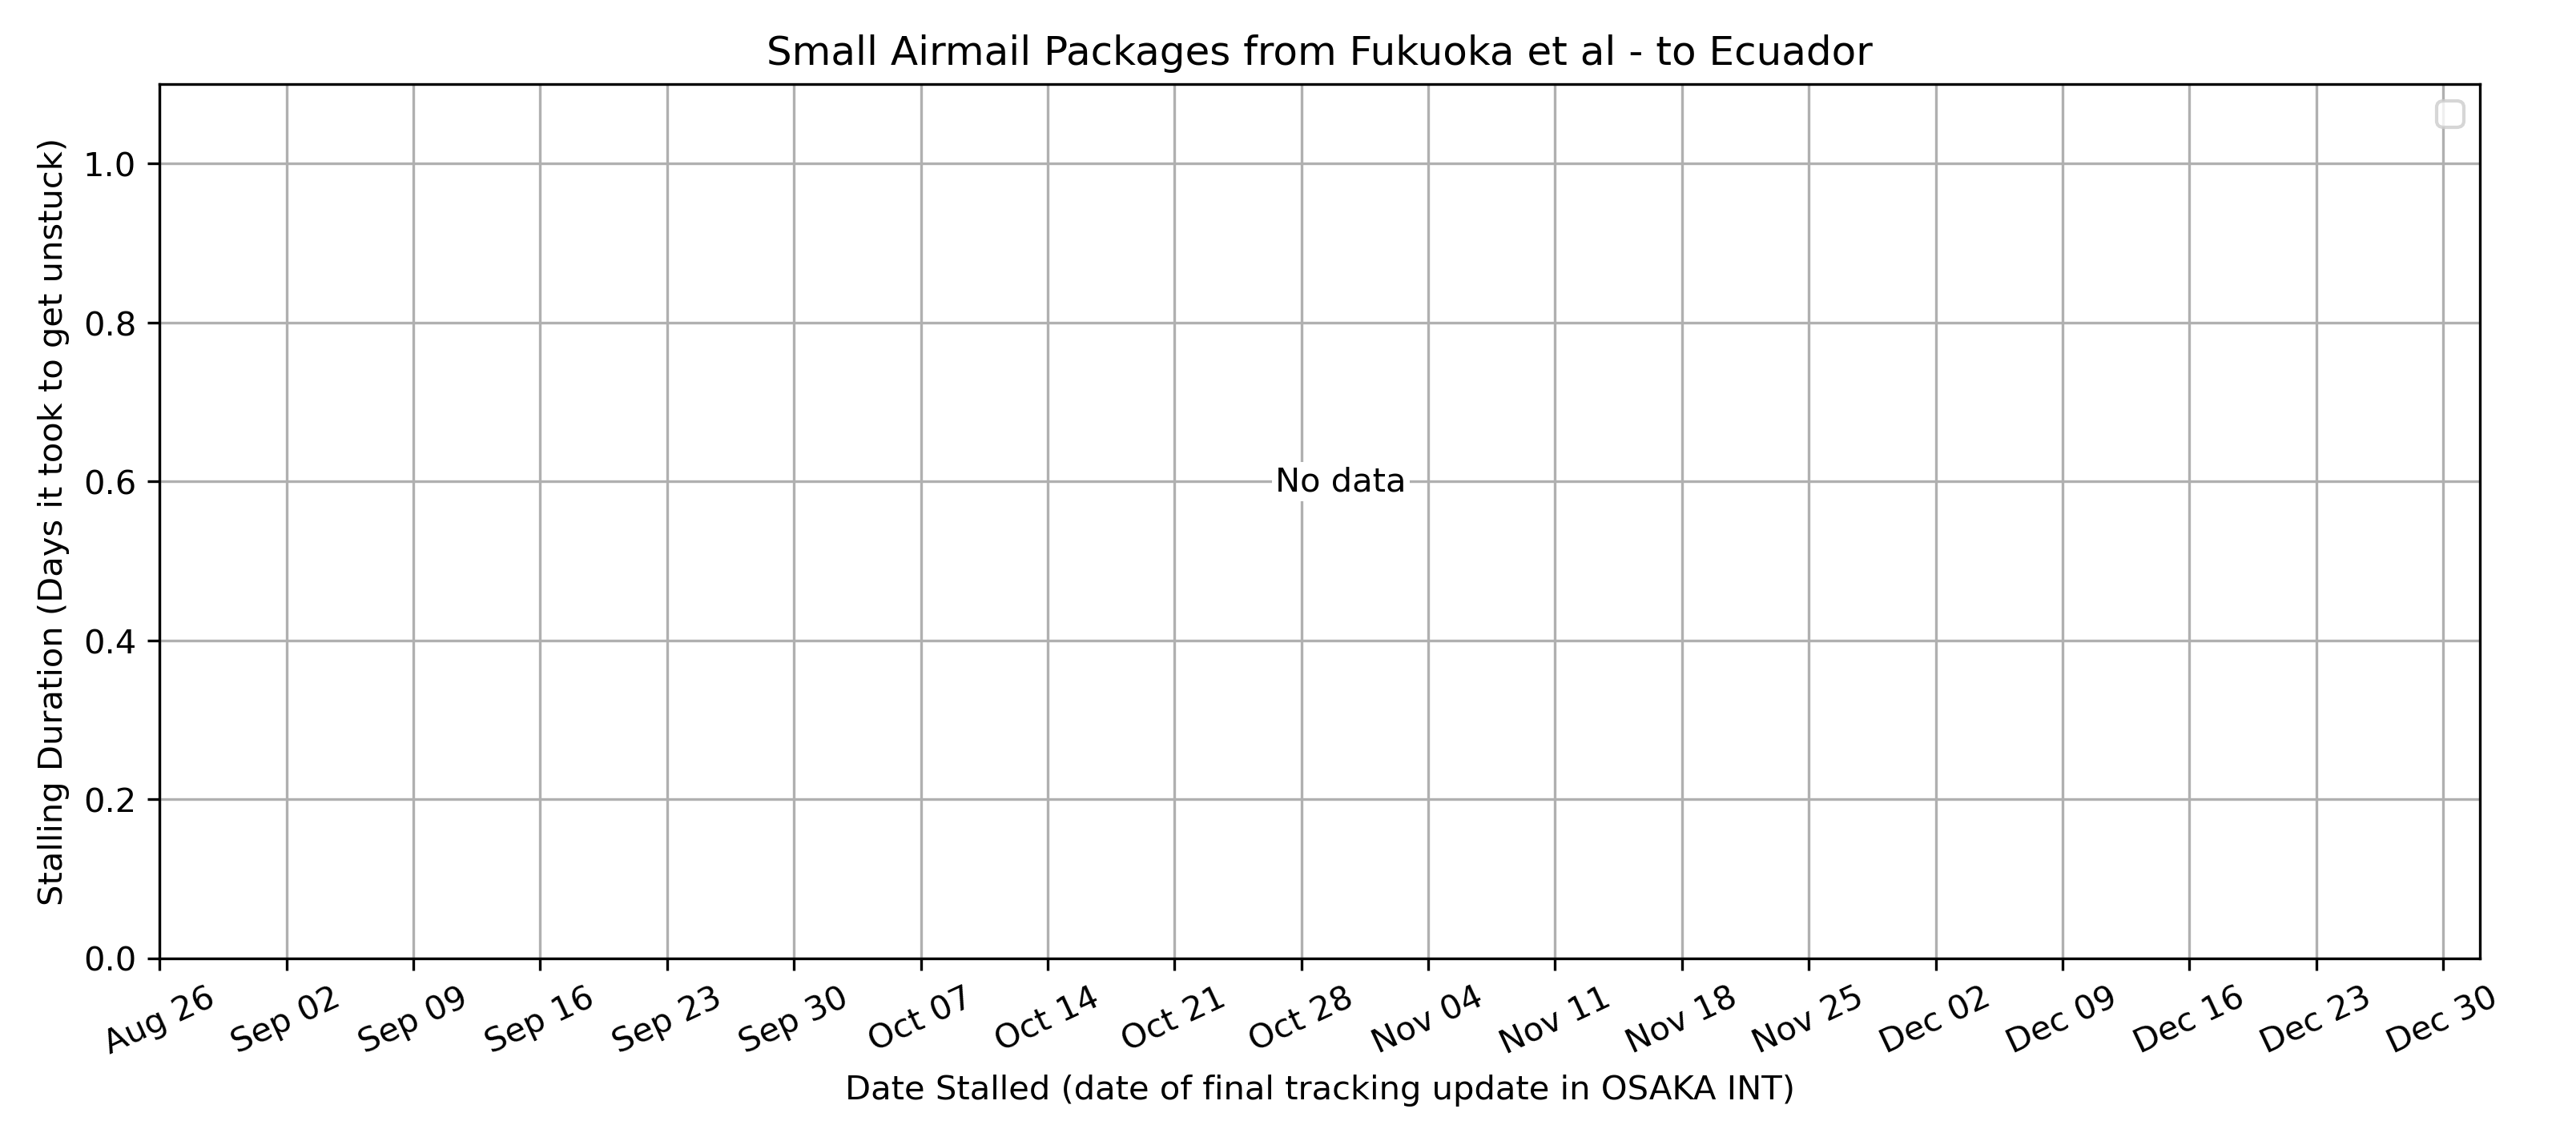 Small Airmail Packages from Fukuoka et al - to Ecuador
Stalling Duration (Days it took to get unstuck)
1.0
0.8
0.6
0.4
0.2
0.0
No data
Aug 26 Sep 02 Sep 09 Sep 16 Sep 23 Sep 30 Oct 07 Oct 14 Oct 21 Oct 28 Nov 04 Nov 11 Nov 18 Nov 25 Dec 02 Dec 09 Dec 16 Dec 23 Dec 30
Date Stalled (date of final tracking update in OSAKA INT)